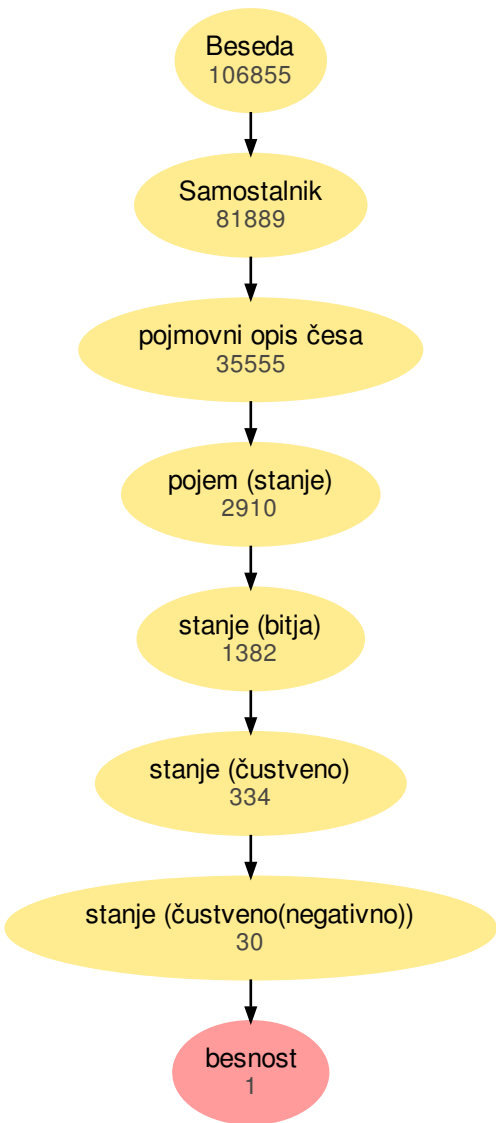 Beseda
106855
Samostalnik
81889
pojmovni opis česa
35555
pojem (stanje)
2910
stanje (bitja)
1382
stanje (čustveno)
334
stanje (čustveno(negativno))
30
besnost
1